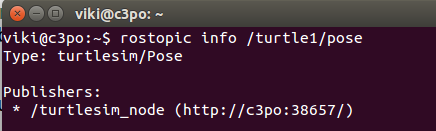 viki@c3po: ~
viki@c3po:~$ rostopic info /turtle1/pose
Type: turtlesim/Pose
Publishers:
* /turtlesim_node (http://c3po:38657/)